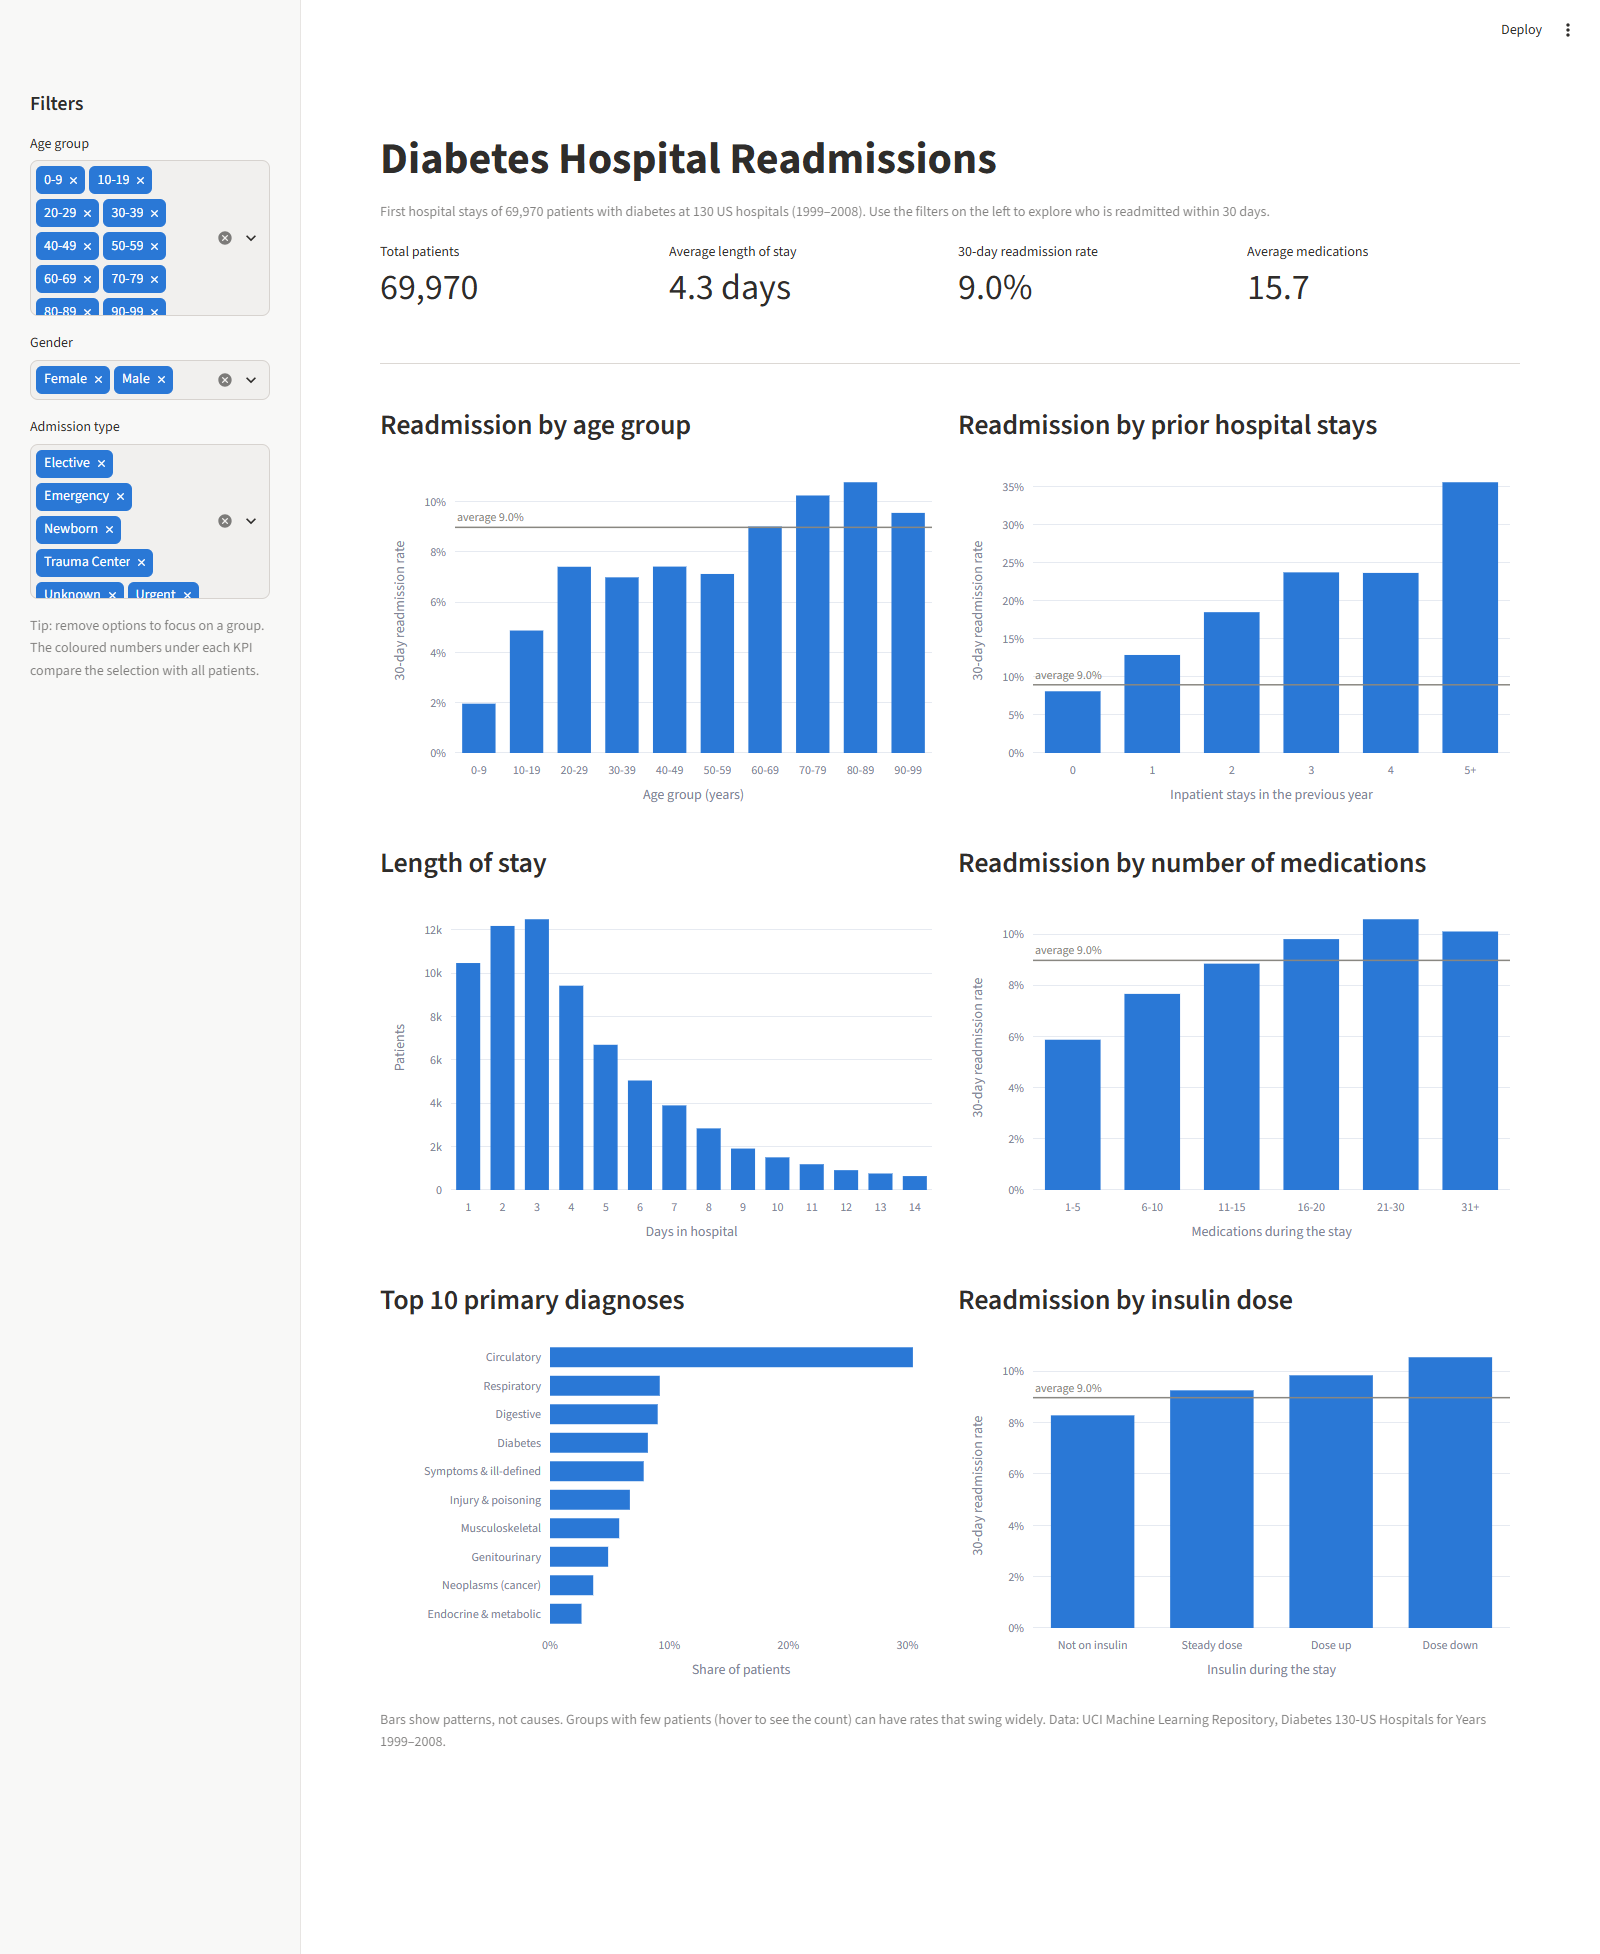 Deploy
Filters
Age group
0-9 10-19
20-29 30-39
40-49 50-59
60-69 70-79
80-89 90-99
Gender
Female Male
Admission type
Elective
Emergency
Newborn
Trauma Center
Unknown Urgent
Tip: remove options to focus on a group.
The coloured numbers under each KPI
compare the selection with all patients.
Diabetes Hospital Readmissions
First hospital stays of 69,970 patients with diabetes at 130 US hospitals (1999–2008). Use the filters on the left to explore who is readmitted within 30 days.
Total patients
69,970
Average length of stay
4.3 days
30-day readmission rate
9.0%
Average medications
15.7
Readmission by age group
30-day readmission rate
10%
8%
6%
4%
2%
0%
average 9.0%
0-9 10-19 20-29 30-39 40-49 50-59 60-69 70-79 80-89 90-99
Age group (years)
Readmission by prior hospital stays
30-day readmission rate
35%
30%
25%
20%
15%
10%
5%
0%
average 9.0%
0 1 2 3 4 5+
Inpatient stays in the previous year
Length of stay
Patients
12k
10k
8k
6k
4k
2k
0
1 2 3 4 5 6 7 8 9 10 11 12 13 14
Days in hospital
Readmission by number of medications
30-day readmission rate
10%
8%
6%
4%
2%
0%
average 9.0%
1-5 6-10 11-15 16-20 21-30 31+
Medications during the stay
Top 10 primary diagnoses
Circulatory
Respiratory
Digestive
Diabetes
Symptoms & ill-defined
Injury & poisoning
Musculoskeletal
Genitourinary
Neoplasms (cancer)
Endocrine & metabolic
0% 10% 20% 30%
Share of patients
Readmission by insulin dose
30-day readmission rate
10%
8%
6%
4%
2%
0%
average 9.0%
Not on insulin Steady dose Dose up Dose down
Insulin during the stay
Bars show patterns, not causes. Groups with few patients (hover to see the count) can have rates that swing widely. Data: UCI Machine Learning Repository, Diabetes 130-US Hospitals for Years
1999–2008.